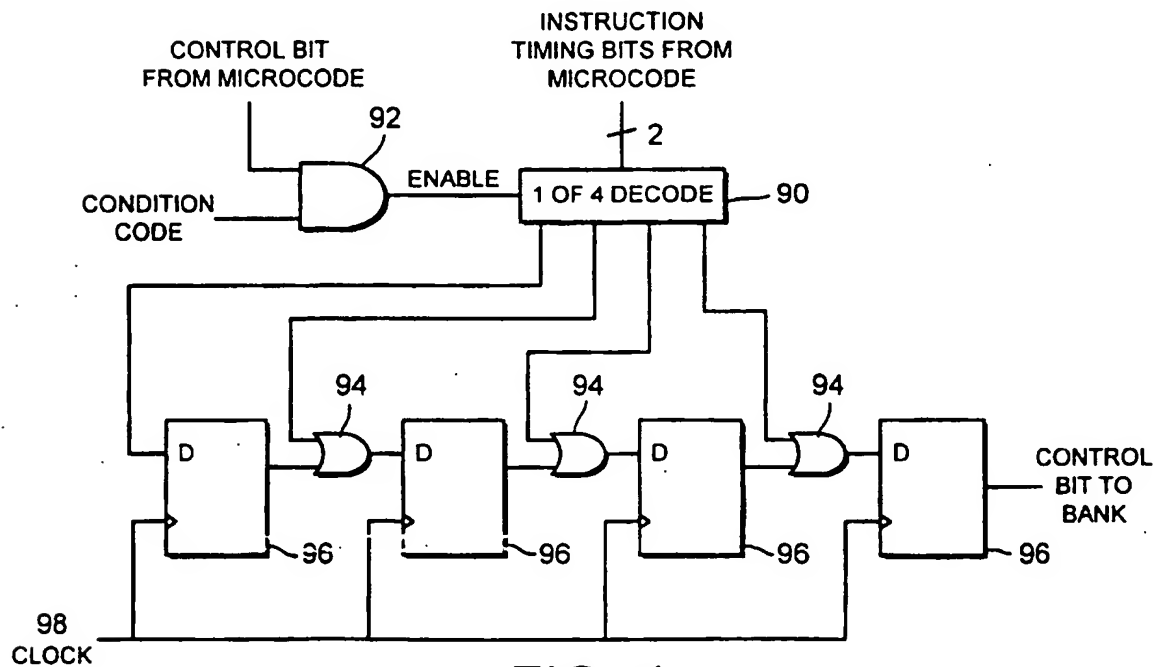 INSTRUCTION
TIMING BITS FROM
MICROCODE
CONTROL BIT
FROM MICROCODE
92
2
ENABLE
1 OF 4 DECODE
90
CONDITION
CODE
94
94
94
D
D
D
D
CONTROL
BIT TO
BANK
96
96
96
96
98
CLOCK